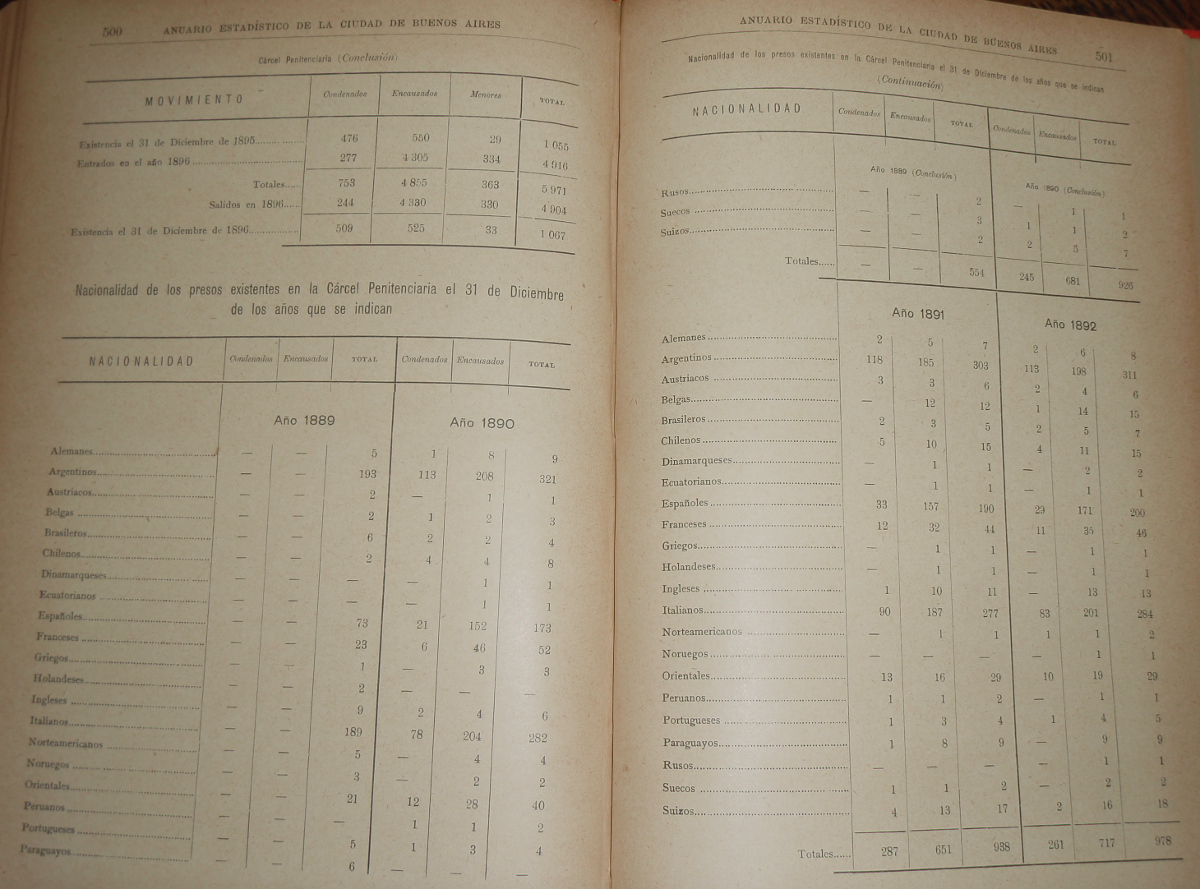 500 ANUARIO ESTADÍSTICO DE LA CIUDAD DE BUENOS AIRES
Cárcel Penitenciaria (Conclusión)
MOVIMIENTO Condenados Encausados Menores TOTAL
Existencia el 31 de Diciembre de 1895 476 550 29 1 055
Entrados en el año 1896 277 4 305 334 4 916
Totales 753 4 855 363 5 971
Salidos en 1896 244 4 330 330 4 904
Existencia el 31 de Diciembre de 1896 509 525 33 1 067
Nacionalidad de los presos existentes en la Cárcel Penitenciaria el 31 de Diciembre
de los años que se indican
NACIONALIDAD Condenados Encausados TOTAL Condenados Encausados TOTAL
Año 1889 Año 1890
Alemanes — — 5 1 8 9
Argentinos — — 193 113 208 321
Austriacos — — 2 — 1 1
Belgas — — 2 1 2 3
Brasileros — — 6 2 2 4
Chilenos — — 2 4 4 8
Dinamarqueses — — — — 1 1
Ecuatorianos — — — 1 1
Españoles — — 73 21 152 173
Franceses — — 23 6 46 52
Griegos — — 1 — 3 3
Holandeses — — 2 — — —
Ingleses — — 9 2 4 6
Italianos — — 189 78 204 282
Norteamericanos — — 5 — 4 4
Noruegos — — 3 — 2 2
Orientales — — 21 12 28 40
Peruanos — — — 1 1 2
Portugueses — — 5 1 3 4
Paraguayos — — 6 — — —
ANUARIO ESTADÍSTICO DE LA CIUDAD DE BUENOS AIRES 501
Nacionalidad de los presos existentes en la Cárcel Penitenciaria el 31 de Diciembre de los años que se indican
(Continuación)
NACIONALIDAD Condenados Encausados TOTAL Condenados Encausados TOTAL
Año 1889 (Conclusión) Año 1890 (Conclusión)
Rusos — — 2 — 1 1
Suecos — — 3 1 1 2
Suizos — — 2 2 5 7
Totales — — 554 245 681 926
Año 1891 Año 1892
Alemanes 2 5 7 2 6 8
Argentinos 118 185 303 113 198 311
Austriacos 3 3 6 2 4 6
Belgas — 12 12 1 14 15
Brasileros 2 3 5 2 5 7
Chilenos 5 10 15 4 11 15
Dinamarqueses — 1 1 — 2 2
Ecuatorianos — 1 1 — 1 1
Españoles 33 157 190 29 171 200
Franceses 12 32 44 11 35 46
Griegos — 1 1 — 1 1
Holandeses — 1 1 — 1 1
Ingleses 1 10 11 — 13 13
Italianos 90 187 277 83 201 284
Norteamericanos — 1 1 1 1 2
Noruegos — — — — 1 1
Orientales 13 16 29 10 19 29
Peruanos 1 1 2 — 1 1
Portugueses 1 3 4 1 4 5
Paraguayos 1 8 9 — 9 9
Rusos — — — — 1 1
Suecos 1 1 2 — 2 2
Suizos 4 13 17 2 16 18
Totales 287 651 938 261 717 978